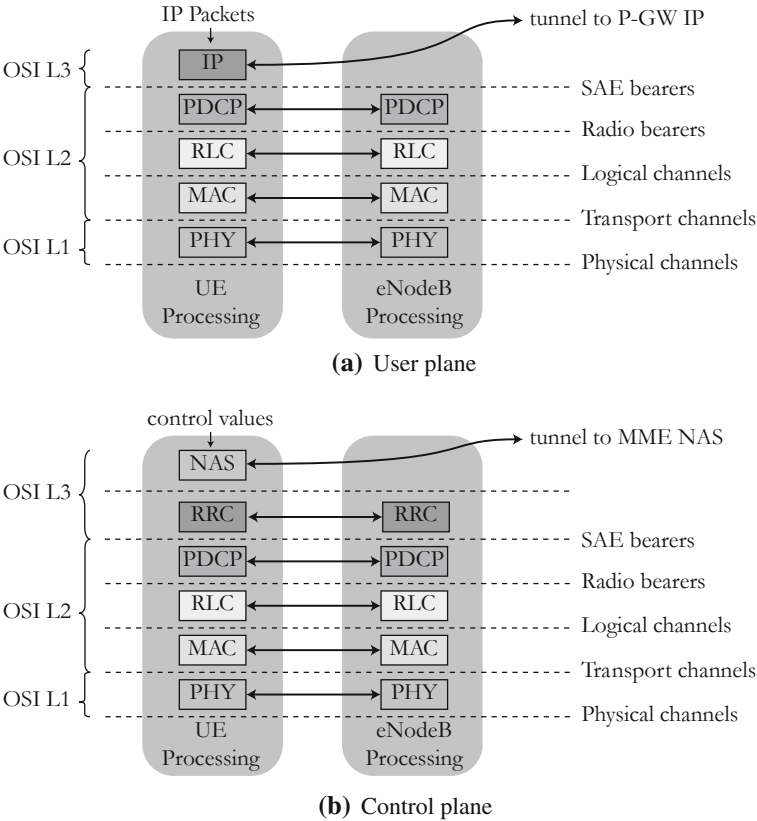 IP Packets
tunnel to P-GW IP
OSI L3
IP
SAE bearers
PDCP
PDCP
Radio bearers
OSI L2
RLC
RLC
Logical channels
MAC
MAC
Transport channels
OSI L1
PHY
PHY
Physical channels
UE
Processing
eNodeB
Processing
(a) User plane
control values
tunnel to MME NAS
NAS
OSI L3
RRC
RRC
SAE bearers
PDCP
PDCP
Radio bearers
OSI L2
RLC
RLC
Logical channels
MAC
MAC
Transport channels
OSI L1
PHY
PHY
Physical channels
UE
Processing
eNodeB
Processing
(b) Control plane